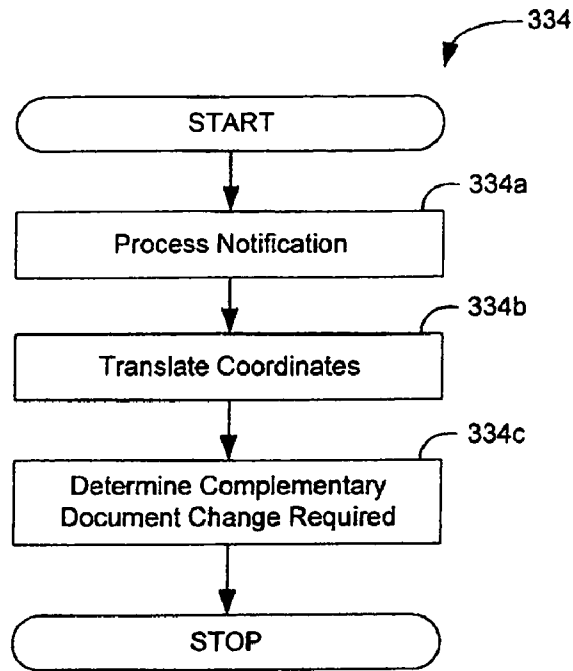 334
START
334a
Process Notification
334b
Translate Coordinates
334c
Determine Complementary
Document Change Required
STOP